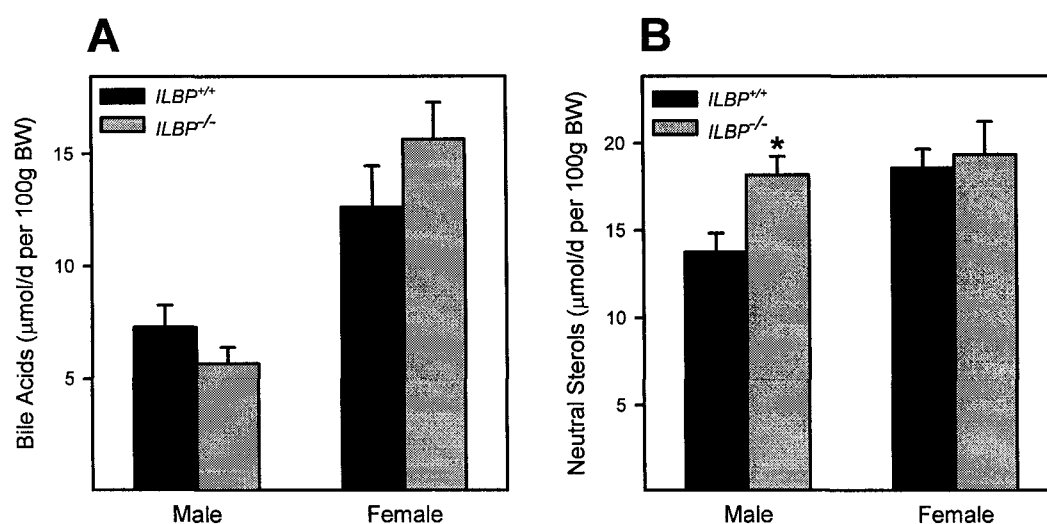 A
ILBP+/+
ILBP-/-
Bile Acids (μmol/d per 100g BW)
15
10
5
Male Female
B
ILBP+/+
ILBP-/-
*
Neutral Sterols (μmol/d per 100g BW)
20
15
10
5
Male Female